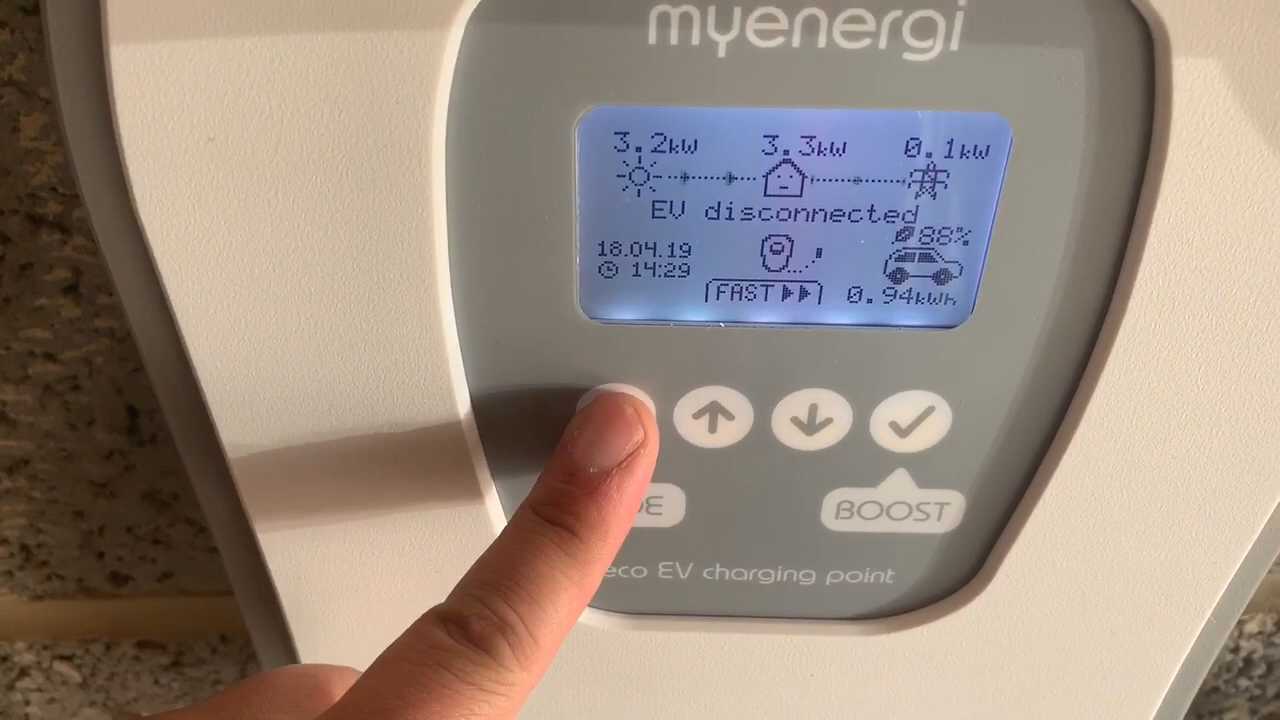 myenergi
3.2kW 3.3kW 0.1kW
EV disconnected
88%
18.04.19
14:29
FAST
0.94kWh
BOOST
eco EV charging point